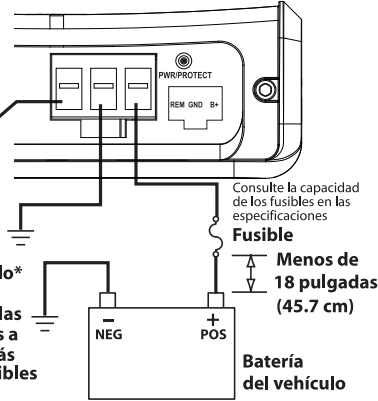 PWR/PROTECT
REM GND B+
Consulte la capacidad
de los fusibles en las
especificaciones
Fusible
Menos de
18 pulgadas
(45.7 cm)
NEG
+
POS
Batería
del vehículo